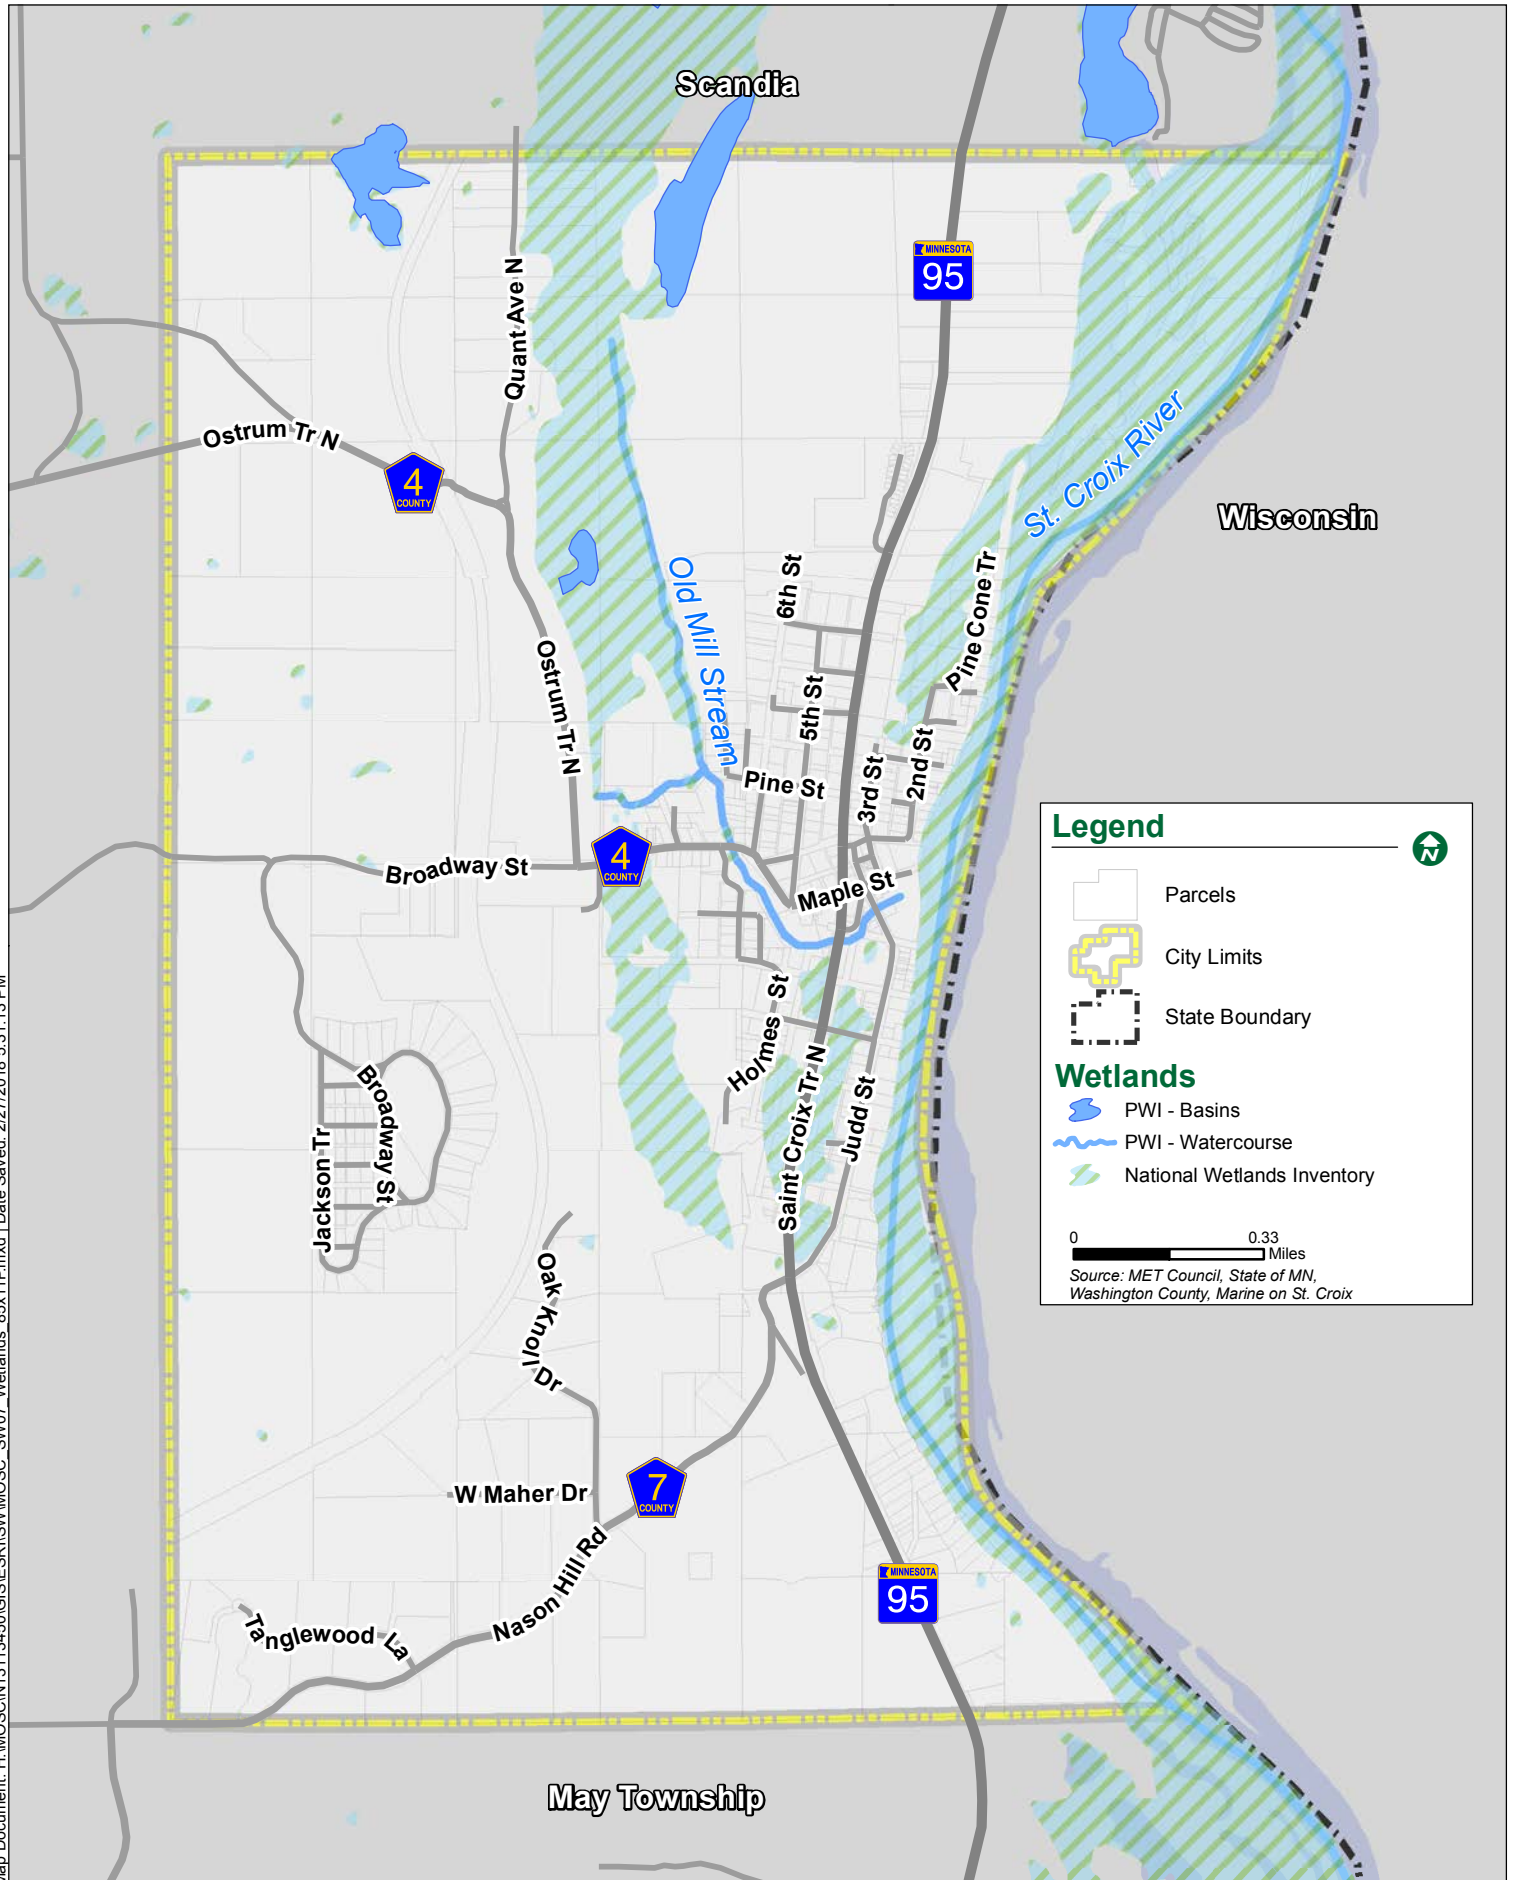 Scandia
MINNESOTA
95
Quant Ave N
Ostrum Tr N
4
COUNTY
St. Croix River
Wisconsin
Old Mill Stream
6th St
Pine Cone Tr
Ostrum Tr N
5th St
2nd St
3rd St
Pine St
4
COUNTY
Broadway St
Maple St
Holmes St
Saint Croix Tr N
Judd St
Broadway St
Jackson Tr
Oak Knoll Dr
W Maher Dr
7
COUNTY
Nason Hill Rd
MINNESOTA
95
Tanglewood La
May Township
Legend
N
Parcels
City Limits
State Boundary
Wetlands
PWI - Basins
PWI - Watercourse
National Wetlands Inventory
0 0.33
Miles
Source: MET Council, State of MN,
Washington County, Marine on St. Croix